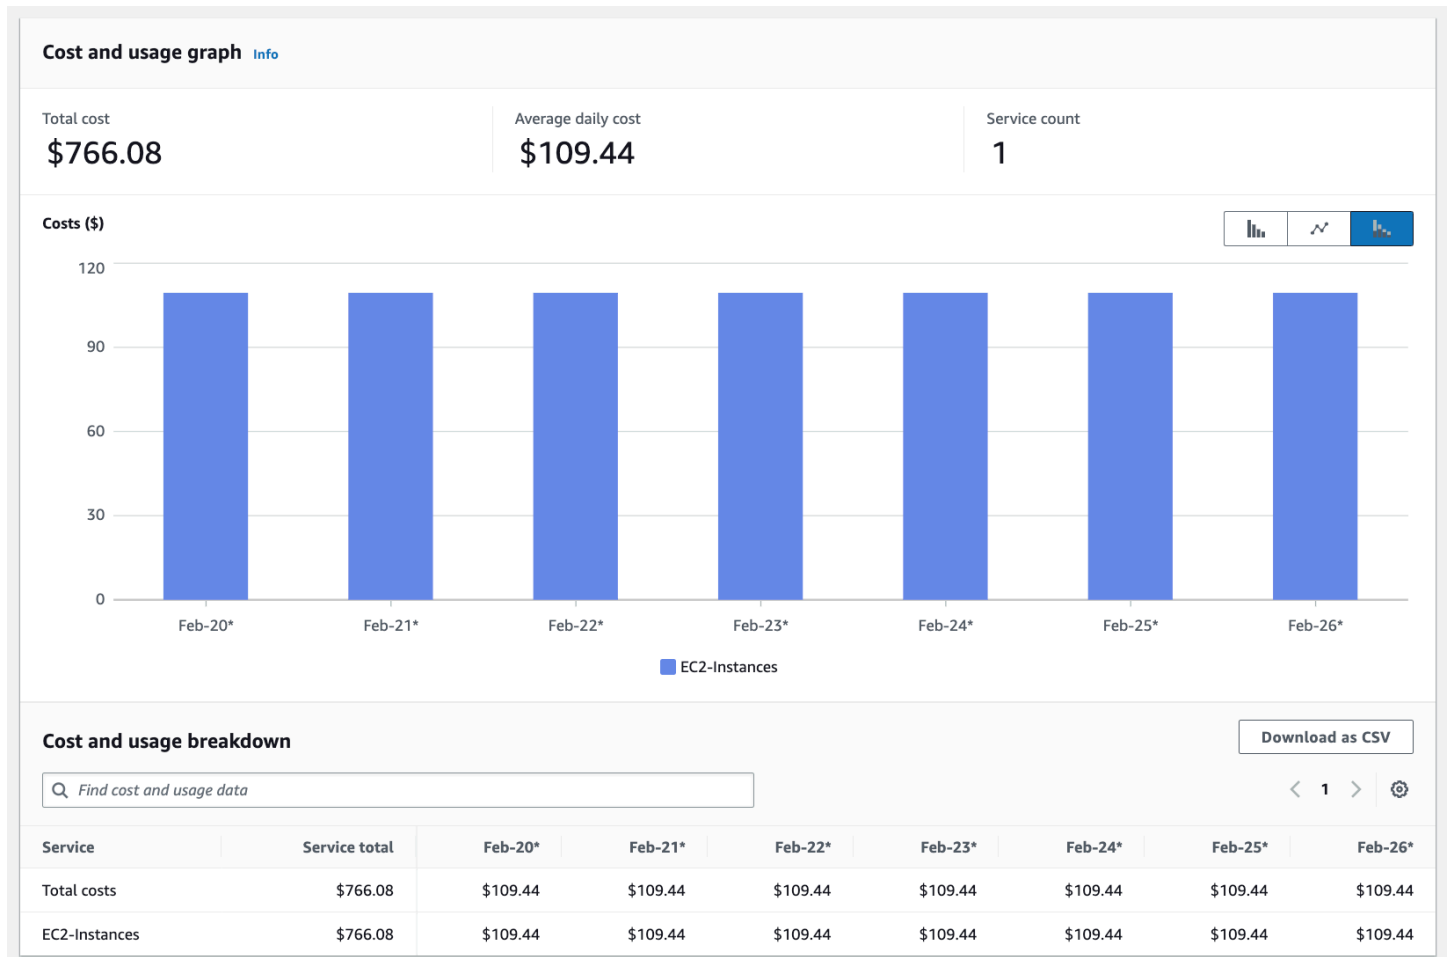 Cost and usage graph Info
Total cost Average daily cost Service count
$766.08 $109.44 1
Costs ($)
120
90
60
30
0
Feb-20* Feb-21* Feb-22* Feb-23* Feb-24* Feb-25* Feb-26*
EC2-Instances
Cost and usage breakdown Download as CSV
Find cost and usage data 1
Service Service total Feb-20* Feb-21* Feb-22* Feb-23* Feb-24* Feb-25* Feb-26*
Total costs $766.08 $109.44 $109.44 $109.44 $109.44 $109.44 $109.44 $109.44
EC2-Instances $766.08 $109.44 $109.44 $109.44 $109.44 $109.44 $109.44 $109.44